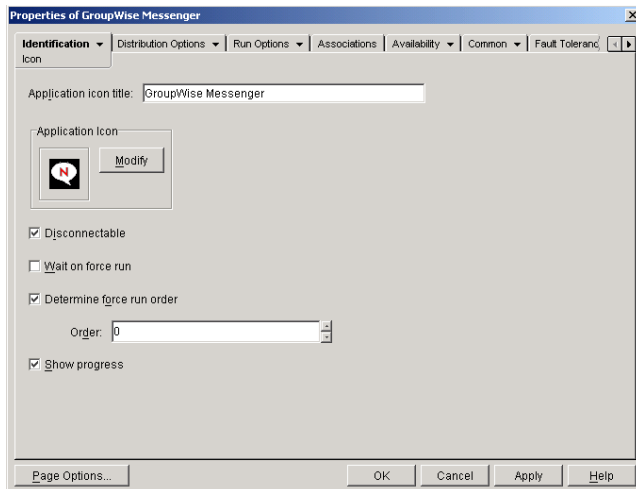 Properties of GroupWise Messenger
Identification Distribution Options Run Options Associations Availability Common Fault Toleranc
Icon
Application icon title: GroupWise Messenger
Application Icon
N
Modify
Disconnectable
Wait on force run
Determine force run order
Order: 0
Show progress
Page Options... OK Cancel Apply Help